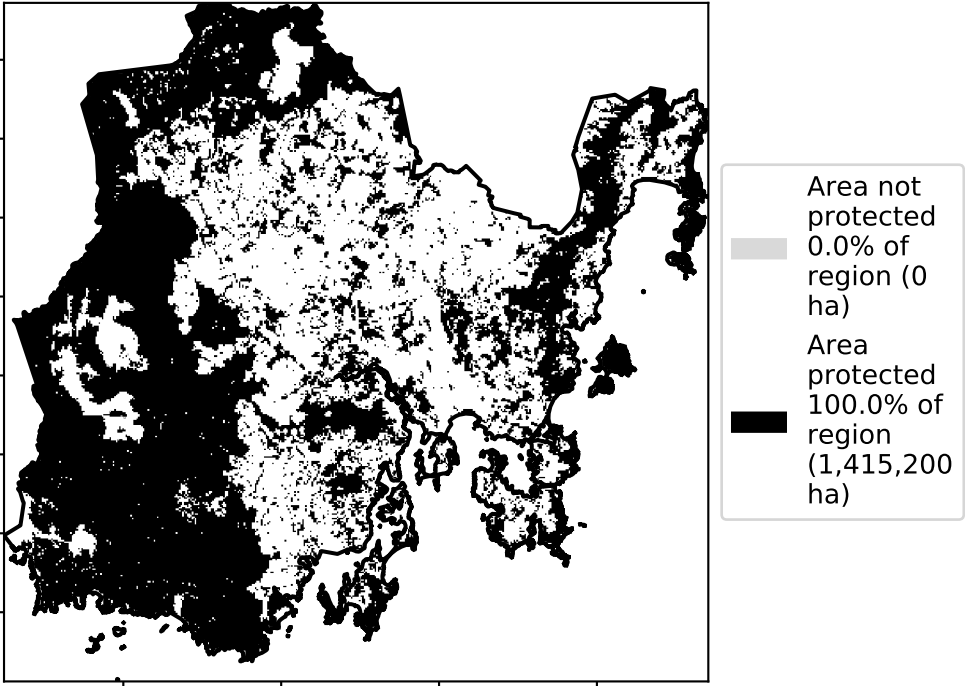 Area not
protected
0.0% of
region (0
ha)
Area
protected
100.0% of
region
(1,415,200
ha)